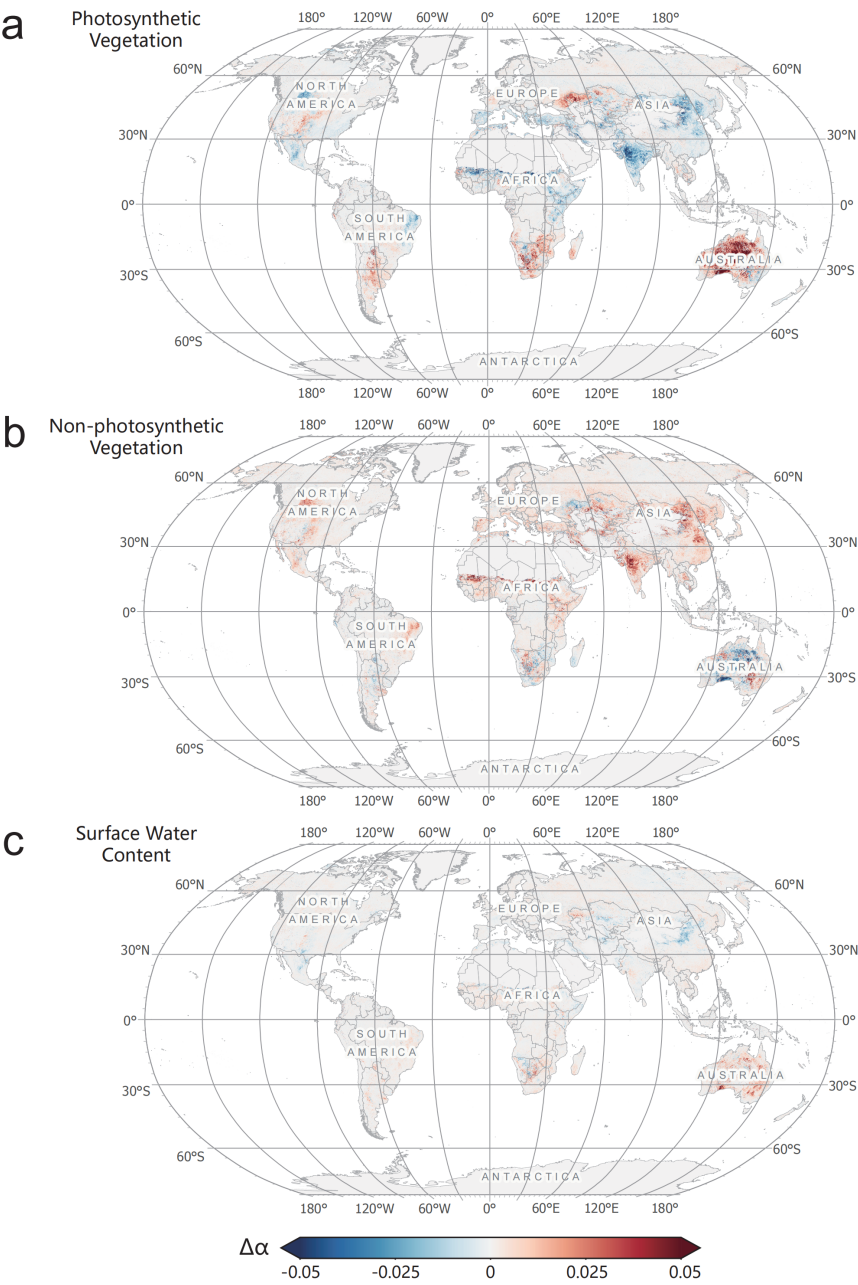 a
Photosynthetic
Vegetation
180° 120°W 60°W 0° 60°E 120°E 180°
60°N 60°N
NORTH
AMERICA
EUROPE
ASIA
30°N 30°N
AFRICA
0° 0°
SOUTH
AMERICA
AUSTRALIA
30°S 30°S
60°S 60°S
ANTARCTICA
180° 120°W 60°W 0° 60°E 120°E 180°
b
Non-photosynthetic
Vegetation
180° 120°W 60°W 0° 60°E 120°E 180°
60°N 60°N
NORTH
AMERICA
EUROPE
ASIA
30°N 30°N
AFRICA
0° 0°
SOUTH
AMERICA
AUSTRALIA
30°S 30°S
60°S 60°S
ANTARCTICA
180° 120°W 60°W 0° 60°E 120°E 180°
c
Surface Water
Content
180° 120°W 60°W 0° 60°E 120°E 180°
60°N 60°N
NORTH
AMERICA
EUROPE
ASIA
30°N 30°N
AFRICA
0° 0°
SOUTH
AMERICA
AUSTRALIA
30°S 30°S
60°S 60°S
ANTARCTICA
180° 120°W 60°W 0° 60°E 120°E 180°
Δα
-0.05 -0.025 0 0.025 0.05